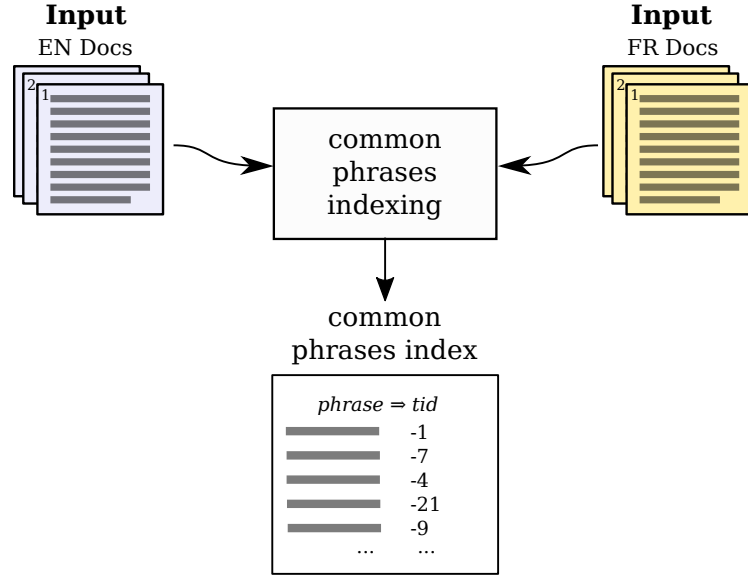 Input
EN Docs
2
1
Input
FR Docs
2
1
common
phrases
indexing
common
phrases index
phrase ⇒ tid
-1
-7
-4
-21
-9
... ...